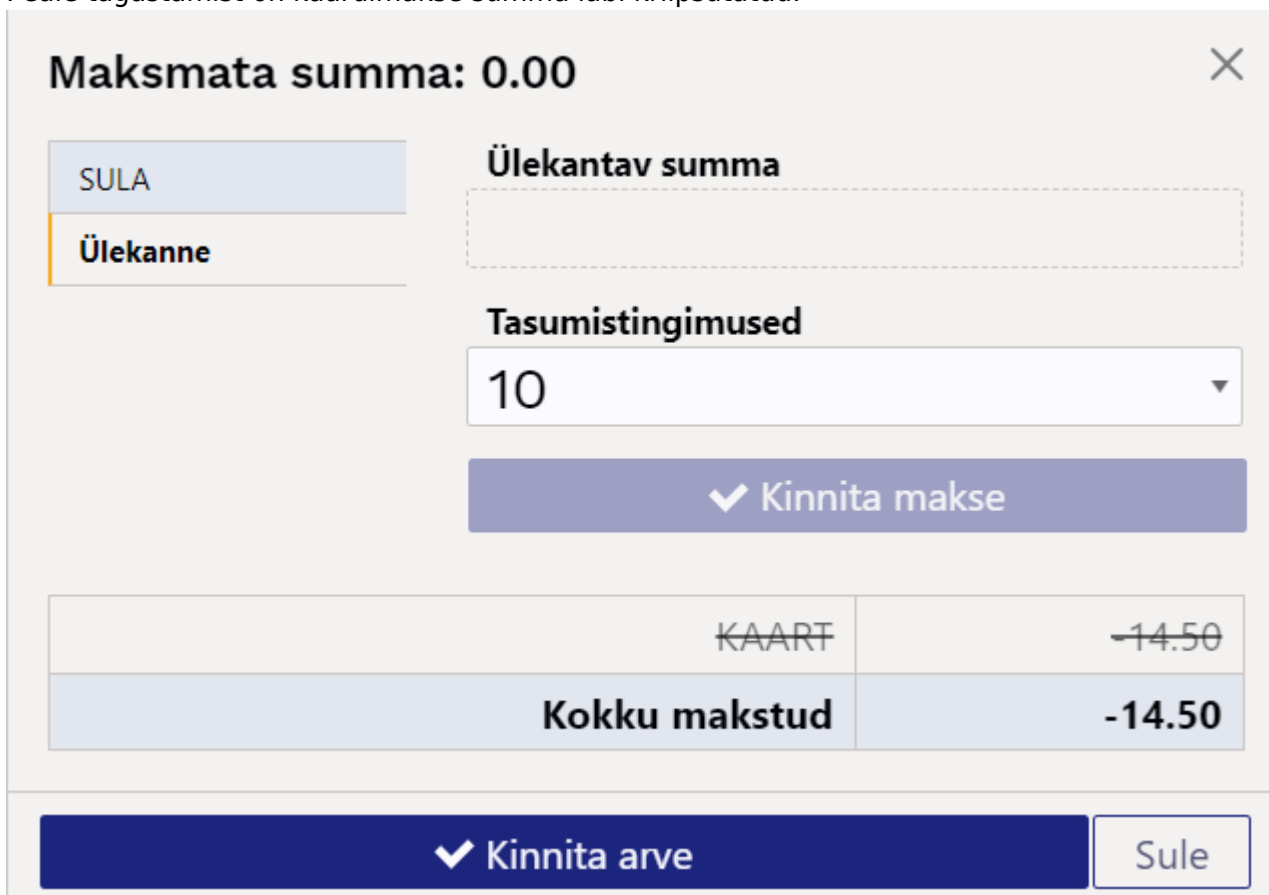 Maksmata summa: 0.00
SULA
Ülekanne
Ülekantav summa
Tasumistingimused
10
Kinnita makse
KAART -14.50
Kokku makstud -14.50
Kinnita arve
Sule